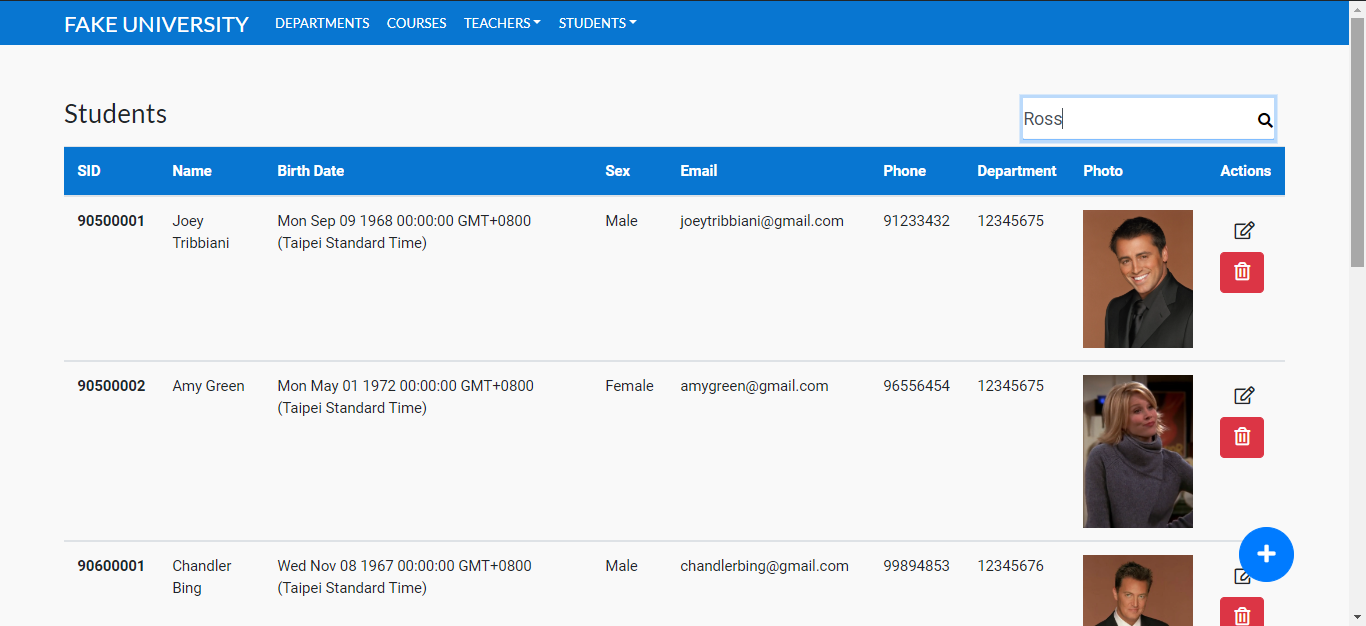 FAKE UNIVERSITY DEPARTMENTS COURSES TEACHERS STUDENTS
Students
Ross
SID Name Birth Date Sex Email Phone Department Photo Actions
90500001 Joey Mon Sep 09 1968 00:00:00 GMT+0800 Male joeytribbiani@gmail.com 91233432 12345675
Tribbiani (Taipei Standard Time)
90500002 Amy Green Mon May 01 1972 00:00:00 GMT+0800 Female amygreen@gmail.com 96556454 12345675
(Taipei Standard Time)
90600001 Chandler Wed Nov 08 1967 00:00:00 GMT+0800 Male chandlerbing@gmail.com 99894853 12345676
Bing (Taipei Standard Time)